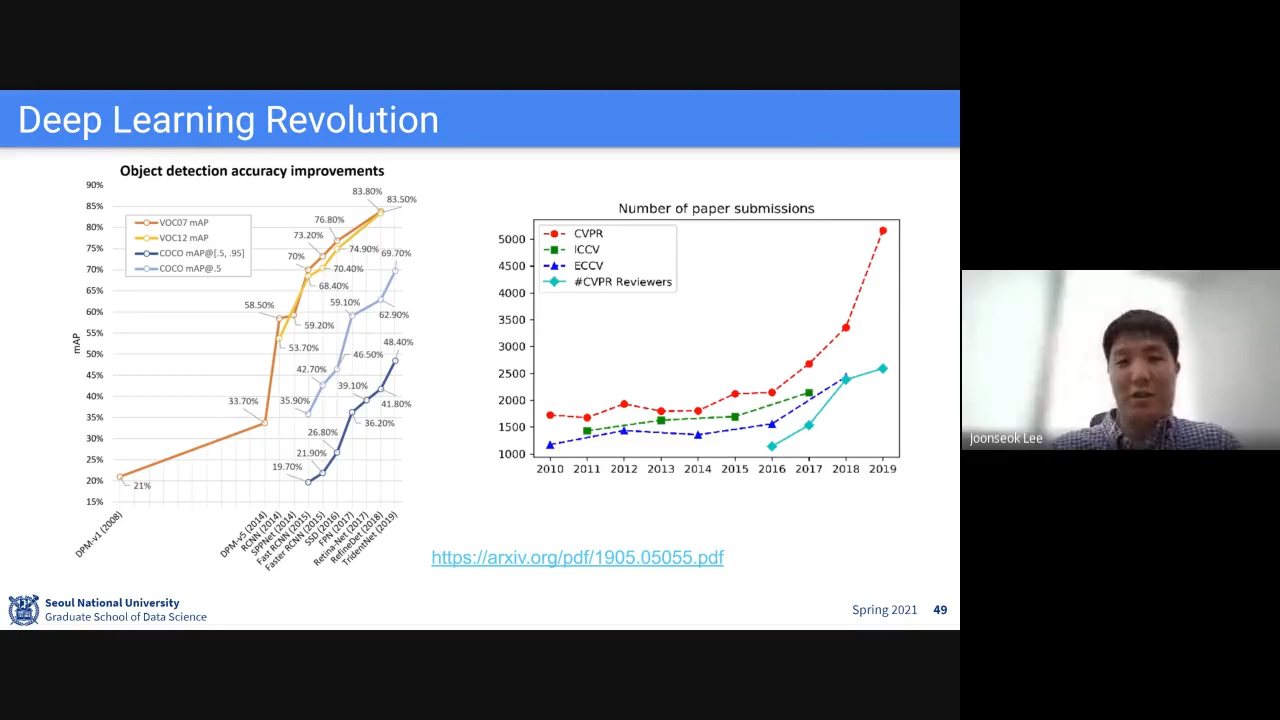 Deep Learning Revolution
Object detection accuracy improvements
90%
85%
80%
75%
70%
65%
60%
55%
50%
45%
40%
35%
30%
25%
20%
15%
mAP
VOC07 mAP
VOC12 mAP
COCO mAP@[.5, .95]
COCO mAP@.5
83.80%
83.50%
76.80%
73.20%
74.90%
69.70%
70%
70.40%
68.40%
58.50%
59.10%
59.20%
62.90%
53.70%
48.40%
46.50%
42.70%
39.10%
41.80%
33.70%
35.90%
36.20%
26.80%
21.90%
19.70%
21%
DPM-v1 (2008)
DPM-v5 (2014)
RCNN (2014)
SPPNet (2014)
Fast RCNN (2015)
Faster RCNN (2015)
SSD (2016)
FPN (2017)
Retina-Net (2017)
RefineDet (2018)
TridentNet (2019)
Number of paper submissions
CVPR
ICCV
ECCV
#CVPR Reviewers
5000
4500
4000
3500
3000
2500
2000
1500
1000
2010 2011 2012 2013 2014 2015 2016 2017 2018 2019
https://arxiv.org/pdf/1905.05055.pdf
Seoul National University
Graduate School of Data Science
Spring 2021 49
Joonseok Lee